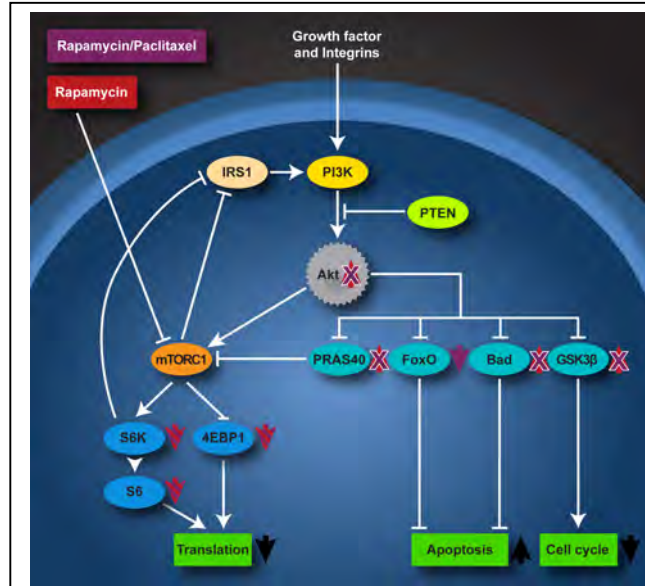 Rapamycin/Paclitaxel
Growth factor
and Integrins
Rapamycin
IRS1
PI3K
PTEN
Akt
mTORC1
PRAS40
FoxO
Bad
GSK3β
S6K
4EBP1
S6
Translation
Apoptosis
Cell cycle